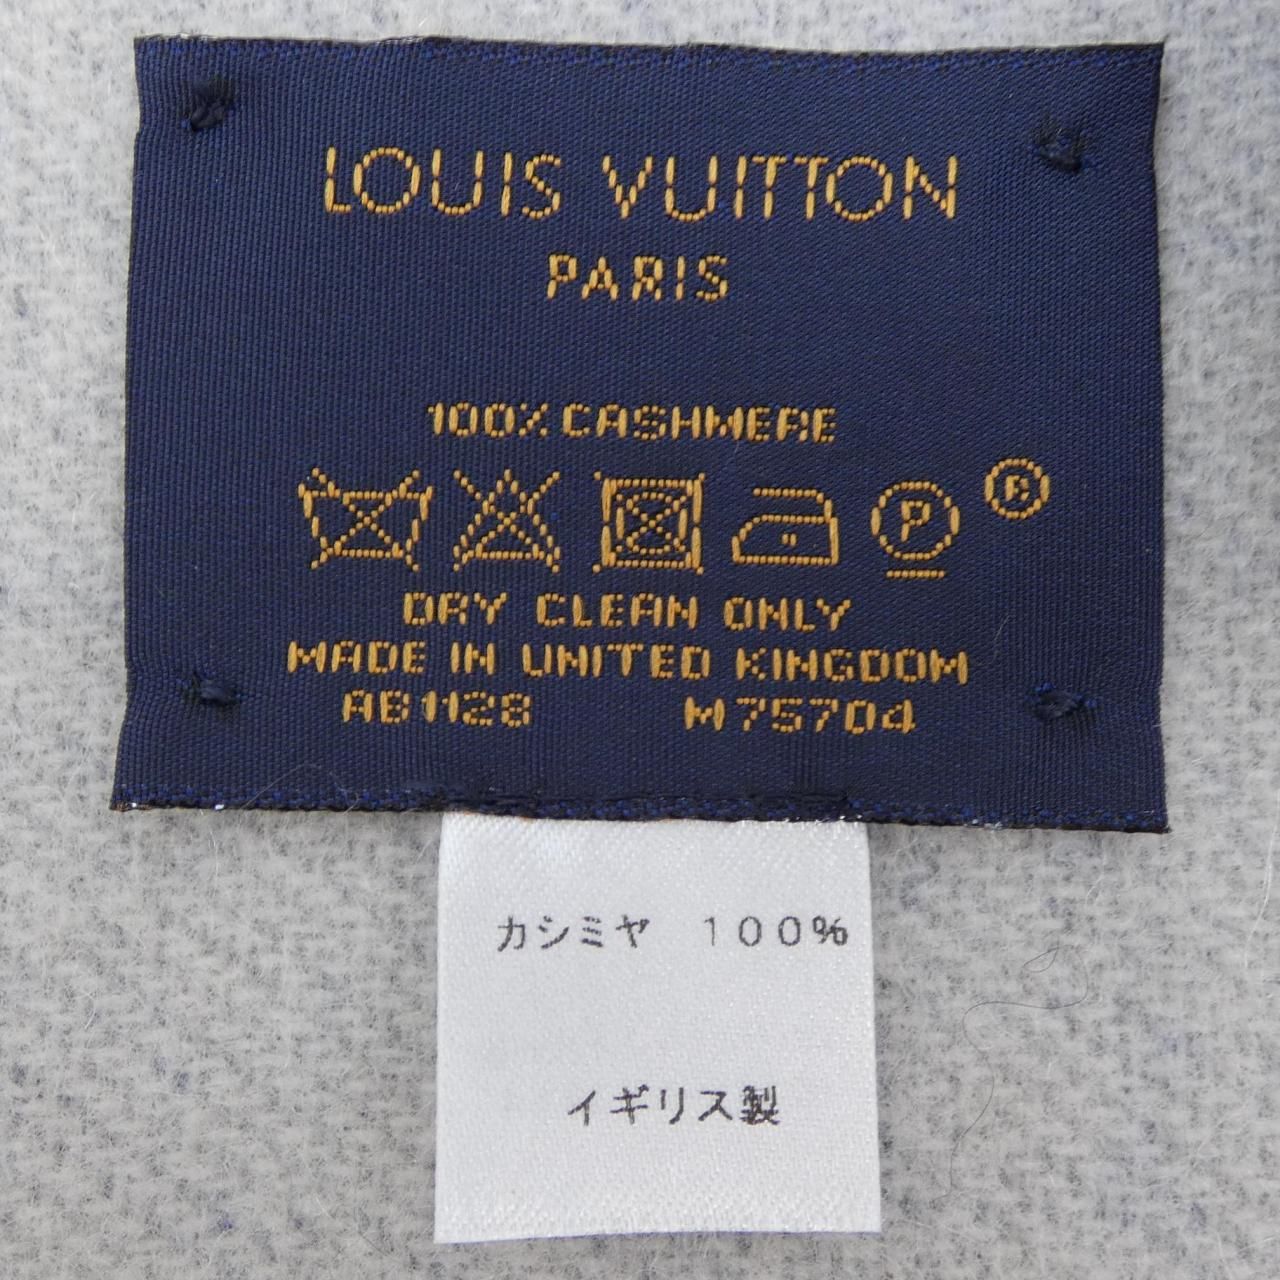 LOUIS VUITTON
PARIS
100% CASHMERE
P ®
DRY CLEAN ONLY
MADE IN UNITED KINGDOM
AB1128 M75704
カシミヤ 100%
イギリス製